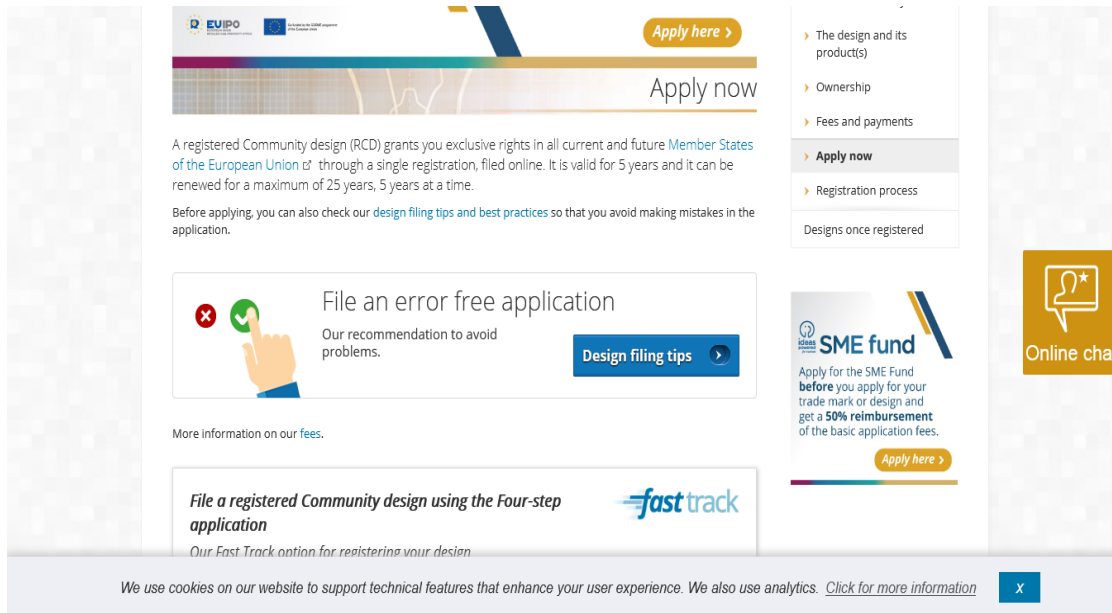 EUIPO
Apply here
Apply now
A registered Community design (RCD) grants you exclusive rights in all current and future Member States
of the European Union through a single registration, filed online. It is valid for 5 years and it can be
renewed for a maximum of 25 years, 5 years at a time.
Before applying, you can also check our design filing tips and best practices so that you avoid making mistakes in the
application.
File an error free application
Our recommendation to avoid
problems.
Design filing tips
More information on our fees.
File a registered Community design using the Four-step
application
fast track
Our Fast Track option for registering your design
The design and its
product(s)
Ownership
Fees and payments
Apply now
Registration process
Designs once registered
ideas
powered
SME fund
Apply for the SME Fund
before you apply for your
trade mark or design and
get a 50% reimbursement
of the basic application fees.
Apply here
Online cha
We use cookies on our website to support technical features that enhance your user experience. We also use analytics. Click for more information
x